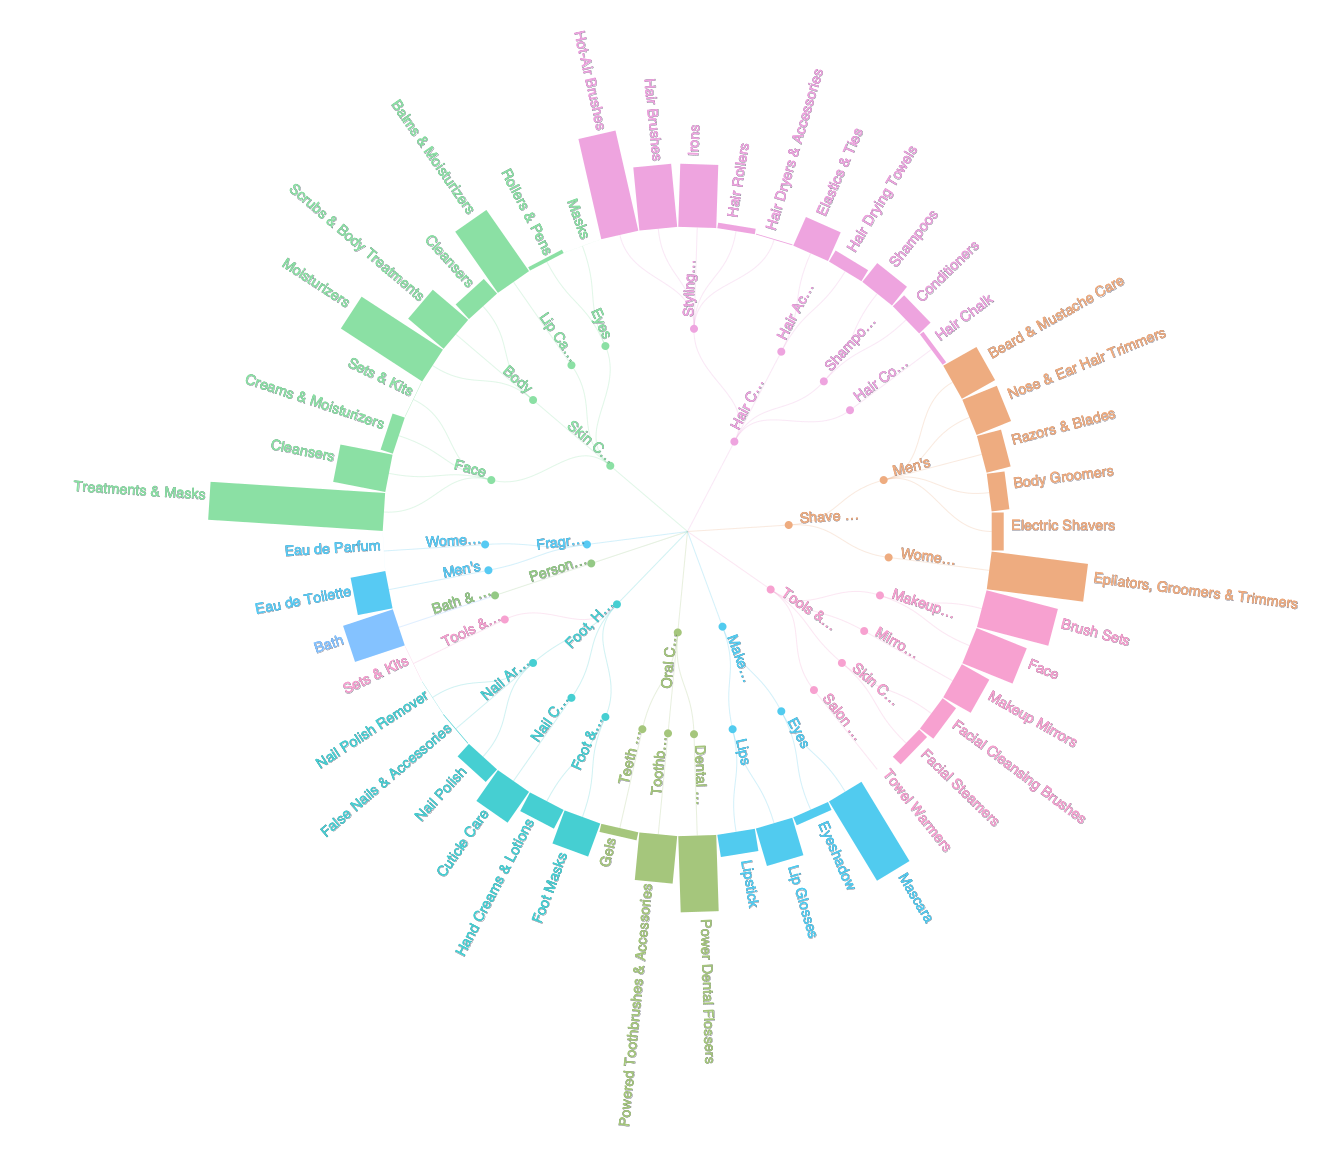 Hot-Air Brushes
Hair Brushes
Irons
Hair Rollers
Hair Dryers & Accessories
Elastics & Ties
Hair Drying Towels
Shampoos
Conditioners
Hair Chalk
Styling...
Hair Ac...
Shampo...
Hair Co...
Hair C...
Beard & Mustache Care
Nose & Ear Hair Trimmers
Razors & Blades
Body Groomers
Electric Shavers
Epilators, Groomers & Trimmers
Men's
Wome...
Shave ...
Brush Sets
Face
Makeup Mirrors
Facial Cleansing Brushes
Facial Steamers
Towel Warmers
Makeup...
Mirro...
Skin C...
Salon ...
Tools &...
Mascara
Eyeshadow
Lip Glosses
Lipstick
Eyes
Lips
Make...
Power Dental Flossers
Powered Toothbrushes & Accessories
Gels
Dental ...
Toothb...
Teeth ...
Oral C...
Foot Masks
Hand Creams & Lotions
Cuticle Care
Nail Polish
False Nails & Accessories
Nail Polish Remover
Foot &...
Nail C...
Nail Ar...
Foot, H...
Sets & Kits
Tools &...
Bath
Bath & ...
Person...
Eau de Toilette
Eau de Parfum
Men's
Wome...
Fragr...
Treatments & Masks
Cleansers
Creams & Moisturizers
Sets & Kits
Face
Moisturizers
Scrubs & Body Treatments
Cleansers
Body
Balms & Moisturizers
Lip Ca...
Rollers & Pens
Masks
Eyes
Skin C...